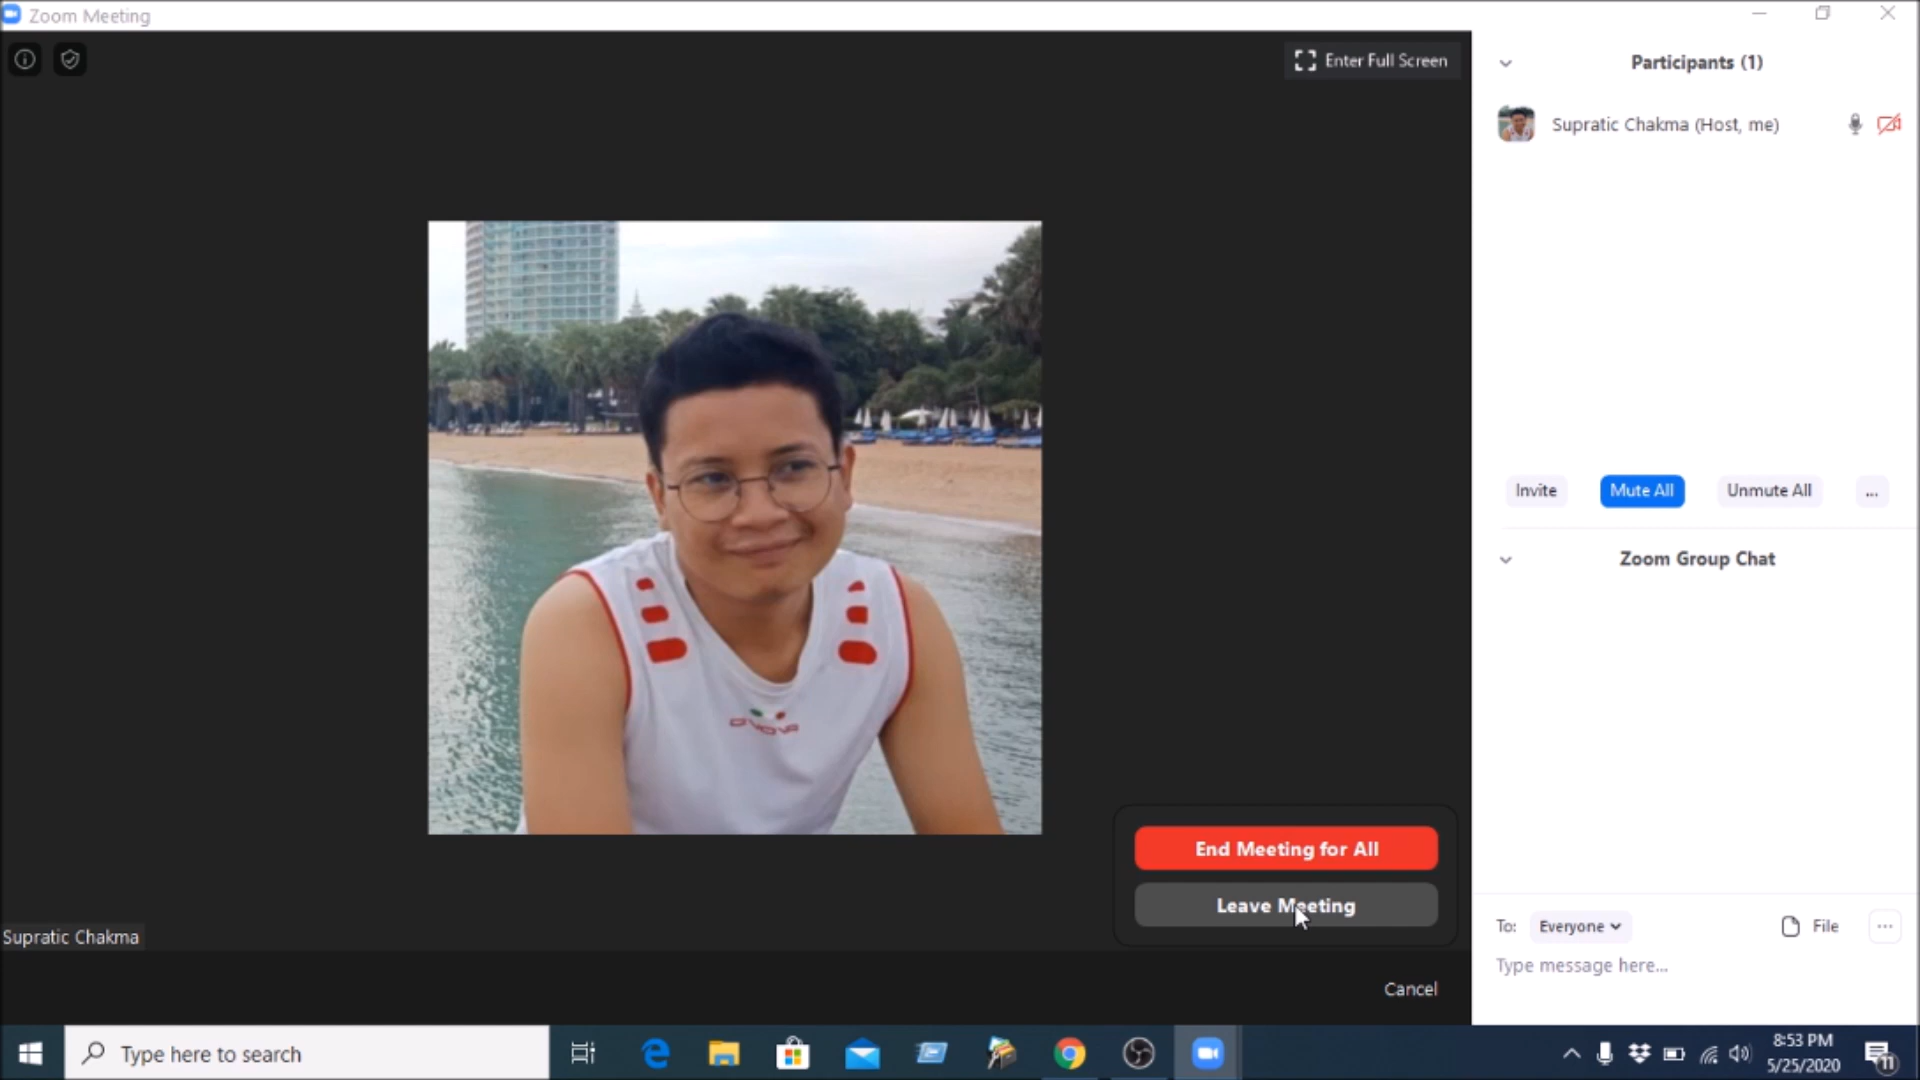 Zoom Meeting
Enter Full Screen
Participants (1)
Supratic Chakma (Host, me)
Invite
Mute All
Unmute All
...
Zoom Group Chat
GIVOVA
End Meeting for All
Leave Meeting
Supratic Chakma
To: Everyone
File
...
Type message here...
Cancel
Type here to search
8:53 PM
5/25/2020
11